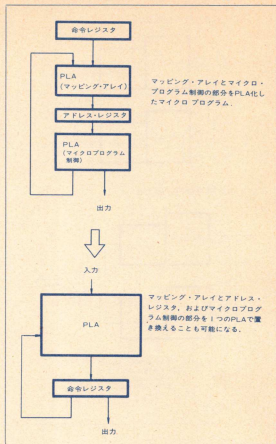 命令レジスタ
PLA
(マッピング・アレイ)
アドレス・レジスタ
PLA
(マイクロプログラム
制御)
出力
マッピング・アレイとマイクロ・
プログラム制御の部分をPLA化し
たマイクロ プログラム.
入力
PLA
命令レジスタ
出力
マッピング・アレイとアドレス・
レジスタ, およびマイクロプログ
ラム制御の部分を1つのPLAで置
き換えることも可能になる.